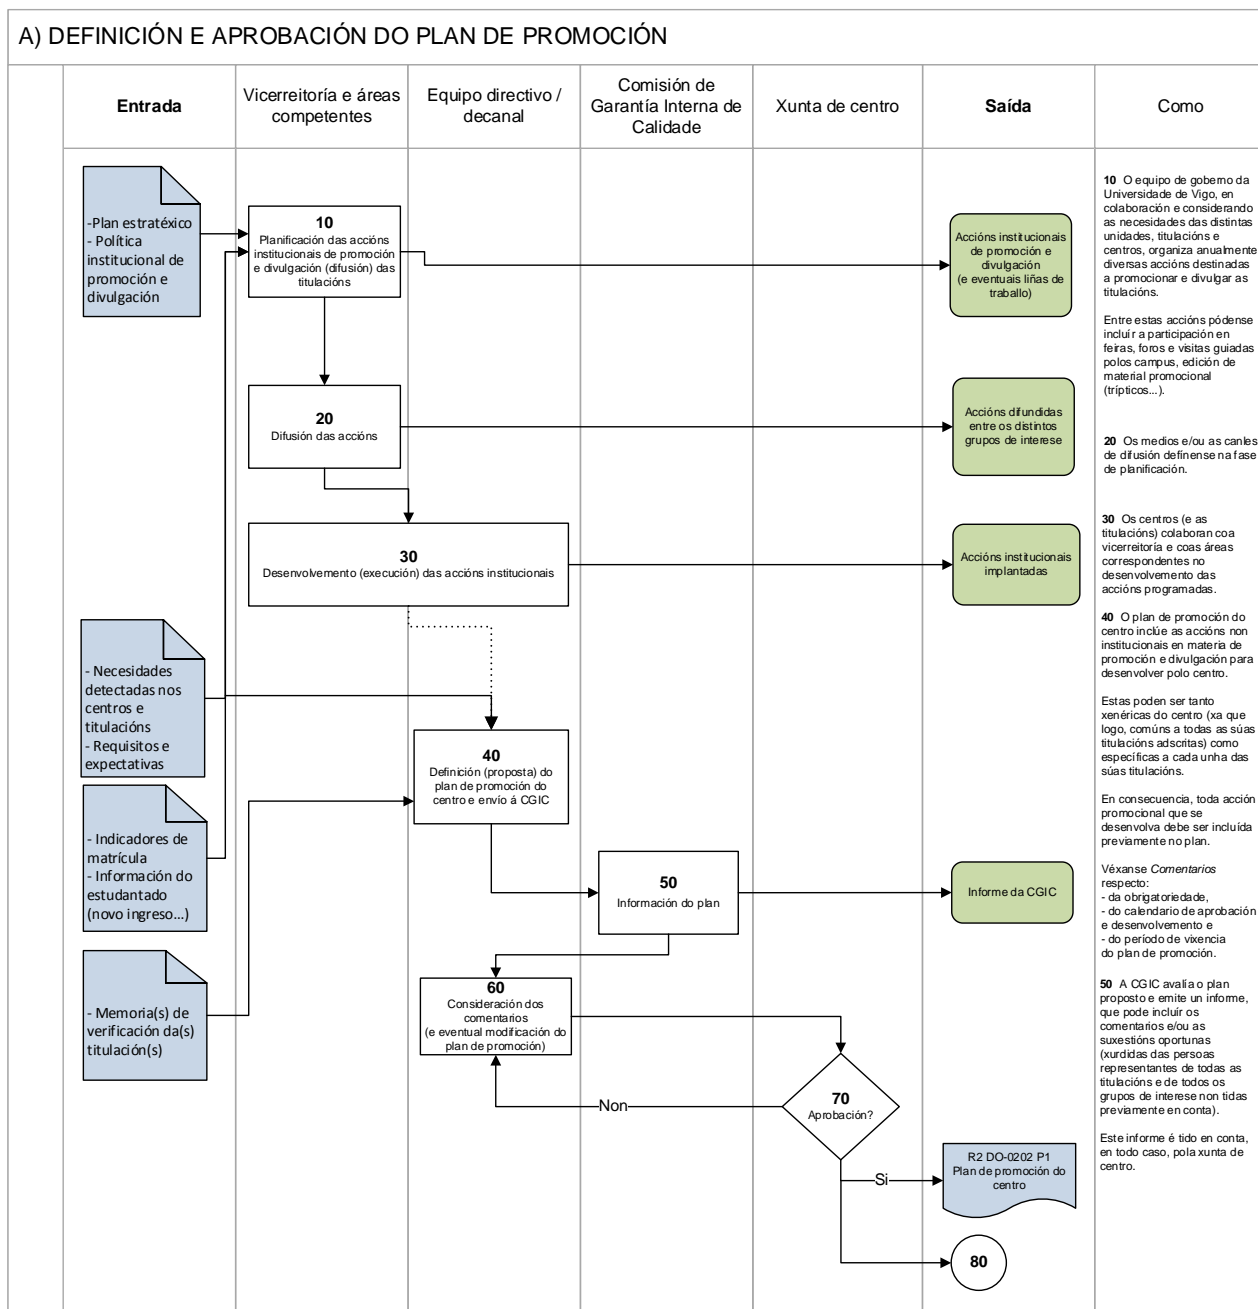 A) DEFINICIÓN E APROBACIÓN DO PLAN DE PROMOCIÓN
Entrada
Vicerreitoría e áreas
competentes
Equipo directivo /
decanal
Comisión de
Garantía Interna de
Calidade
Xunta de centro
Saída
Como
-Plan estratéxico
- Política
institucional de
promoción e
divulgación
10
Planificación das accións
institucionais de promoción
e divulgación (difusión) das
titulacións
Accións institucionais
de promoción e
divulgación
(e eventuais liñas de
traballo)
20
Difusión das accións
Accións difundidas
entre os distintos
grupos de interese
30
Desenvolvemento (execución) das accións institucionais
Accións institucionais
implantadas
- Necesidades
detectadas nos
centros e
titulacións
- Requisitos e
expectativas
40
Definición (proposta) do
plan de promoción do
centro e envío á CGIC
- Indicadores de
matrícula
- Información do
estudantado
(novo ingreso...)
50
Información do plan
Informe da CGIC
- Memoria(s) de
verificación da(s)
titulación(s)
60
Consideración dos
comentarios
(e eventual modificación do
plan de promoción)
70
Aprobación?
Non
Si
R2 DO-0202 P1
Plan de promoción do
centro
80
10 O equipo de goberno da
Universidade de Vigo, en
colaboración e considerando
as necesidades das distintas
unidades, titulacións e
centros, organiza anualmente
diversas accións destinadas
a promocionar e divulgar as
titulacións.
Entre estas accións pódense
incluír a participación en
feiras, foros e visitas guiadas
polos campus, edición de
material promocional
(trípticos...).
20 Os medios e/ou as canles
de difusión defínense na fase
de planificación.
30 Os centros (e as
titulacións) colaboran coa
vicerreitoría e coas áreas
correspondentes no
desenvolvemento das
accións programadas.
40 O plan de promoción do
centro inclúe as accións non
institucionais en materia de
promoción e divulgación para
desenvolver polo centro.
Estas poden ser tanto
xenéricas do centro (xa que
logo, comúns a todas as súas
titulacións adscritas) como
específicas a cada unha das
súas titulacións.
En consecuencia, toda acción
promocional que se
desenvolva debe ser incluída
previamente no plan.
Véxanse Comentarios
respecto:
- da obrigatoriedade,
- do calendario de aprobación
e desenvolvemento e
- do período de vixencia
do plan de promoción.
50 A CGIC avalía o plan
proposto e emite un informe,
que pode incluír os
comentarios e/ou as
suxestións oportunas
(xurdidas das persoas
representantes de todas as
titulacións e de todos os
grupos de interese non tidas
previamente en conta).
Este informe é tido en conta,
en todo caso, pola xunta de
centro.